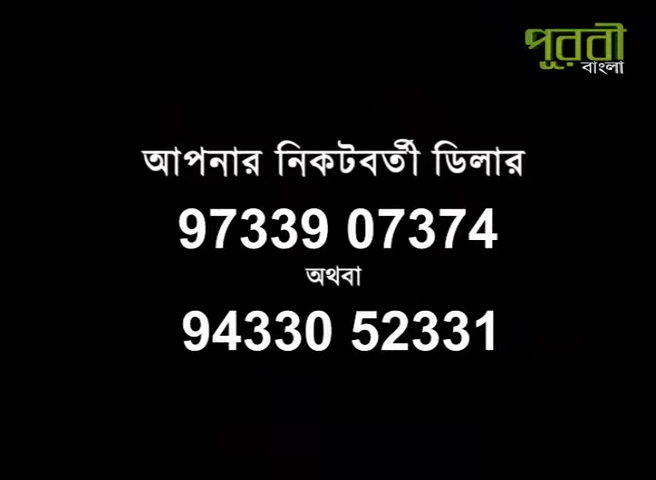 পূরবী
বাংলা
আপনার নিকটবর্তী ডিলার
97339 07374
অথবা
94330 52331